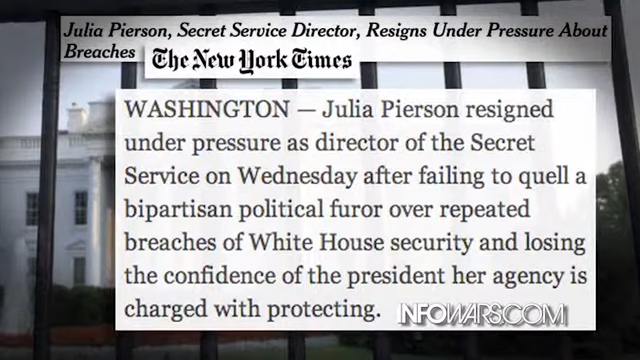 Julia Pierson, Secret Service Director, Resigns Under Pressure About
Breaches
The New York Times
WASHINGTON — Julia Pierson resigned
under pressure as director of the Secret
Service on Wednesday after failing to quell a
bipartisan political furor over repeated
breaches of White House security and losing
the confidence of the president her agency is
charged with protecting.
INFOWARS.COM